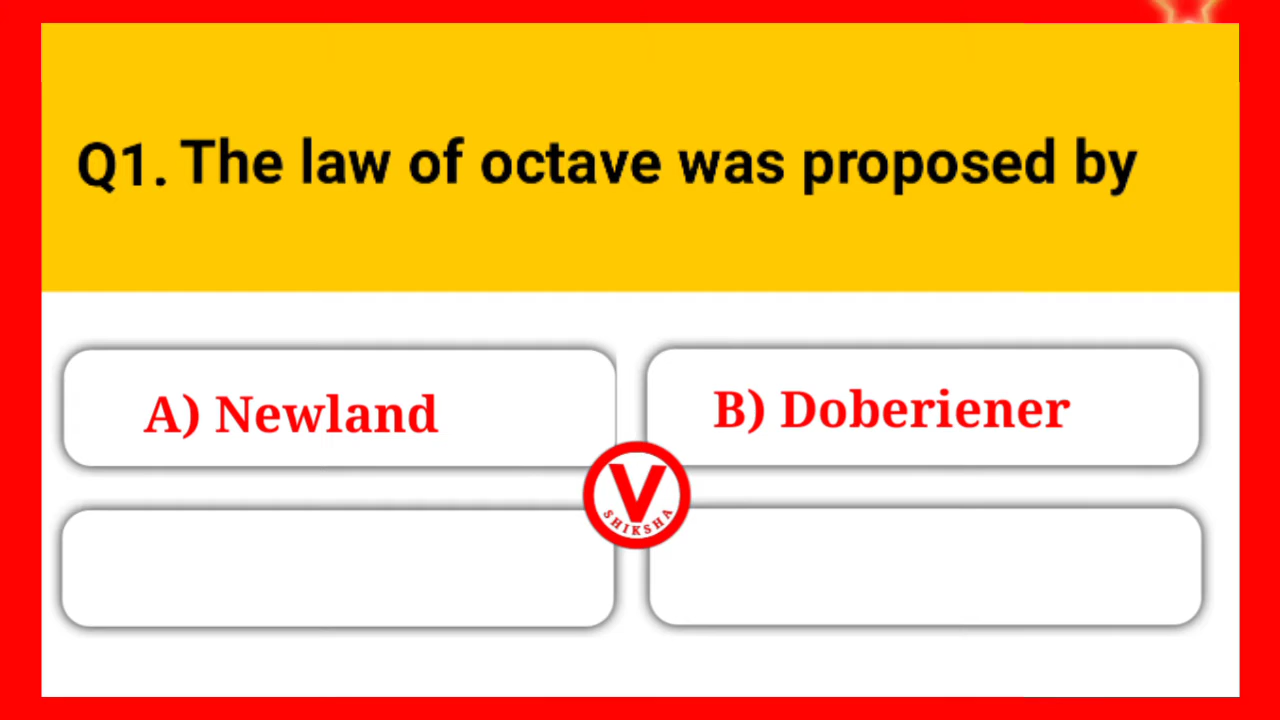 Q1. The law of octave was proposed by
A) Newland
B) Doberiener
V
SHIKSHA